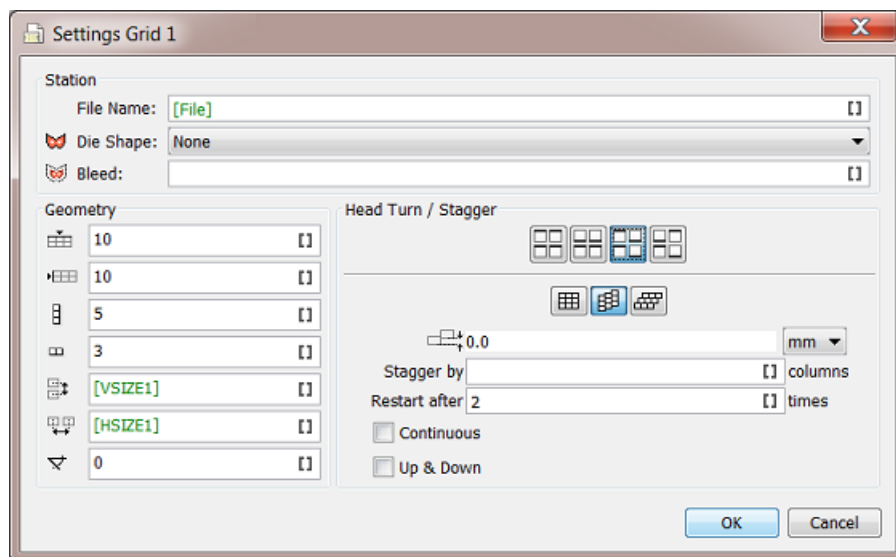 Settings Grid 1
Station
File Name: [File] []
Die Shape: None
Bleed: []
Geometry
10 []
10 []
5 []
3 []
[VSIZE1] []
[HSIZE1] []
0 []
Head Turn / Stagger
0.0 mm
Stagger by [] columns
Restart after 2 [] times
Continuous
Up & Down
OK Cancel